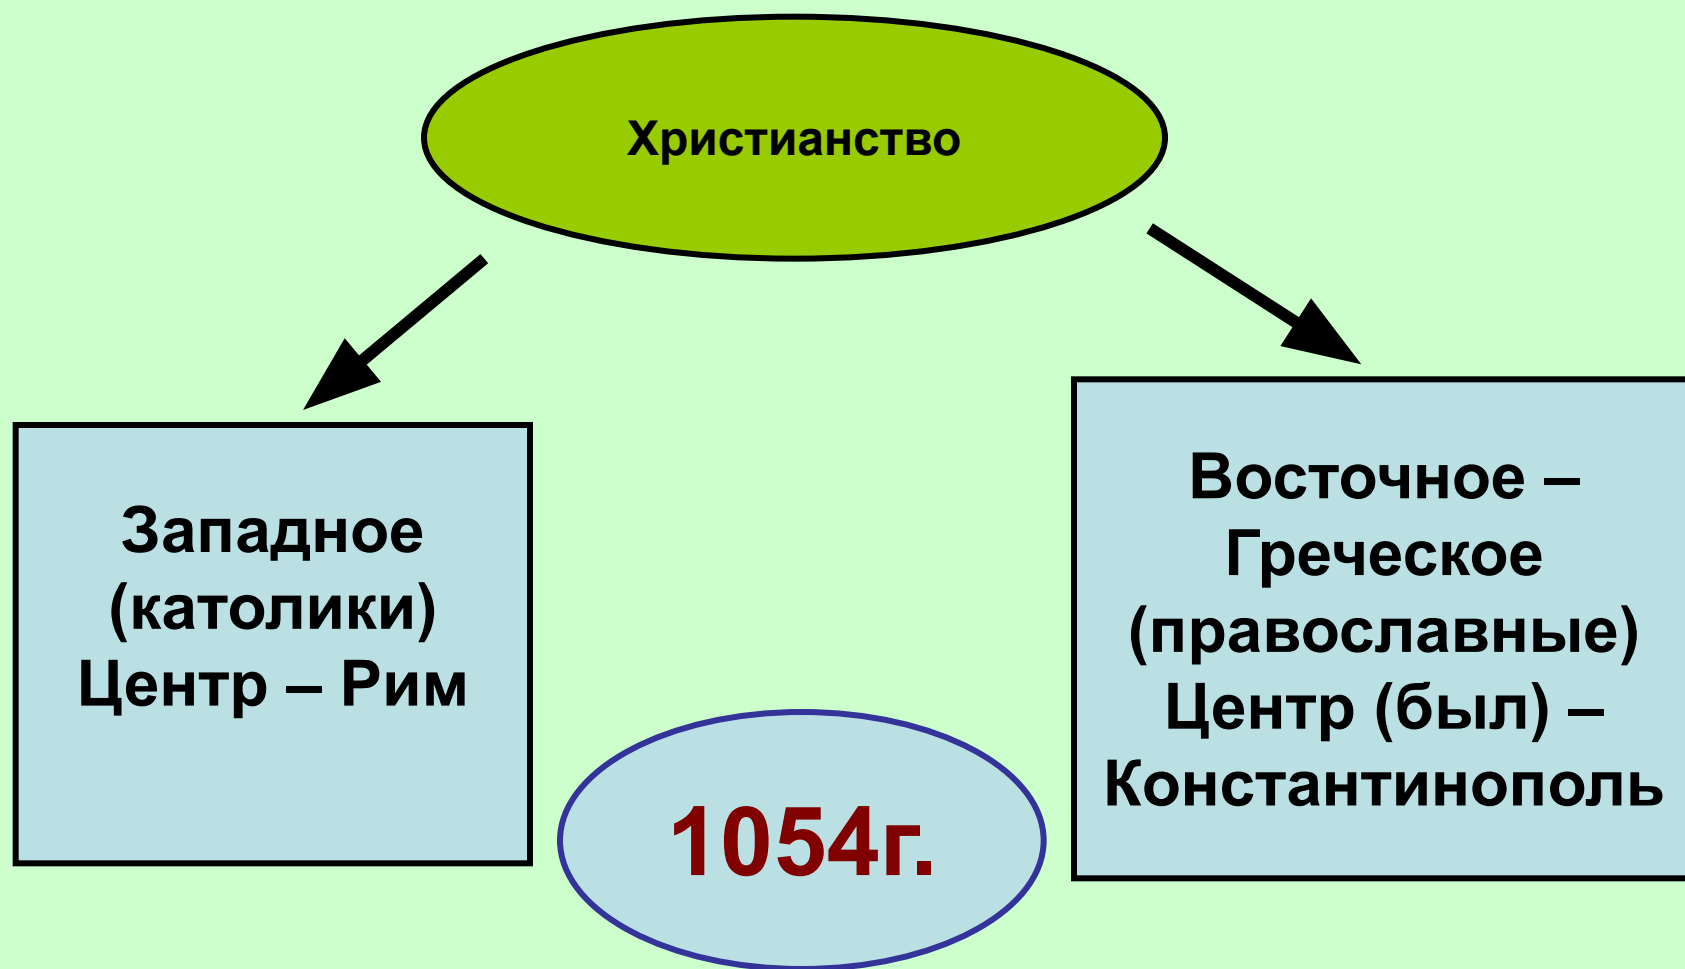 Христианство
Западное
(католики)
Центр – Рим
Восточное –
Греческое
(православные)
Центр (был) –
Константинополь
1054г.